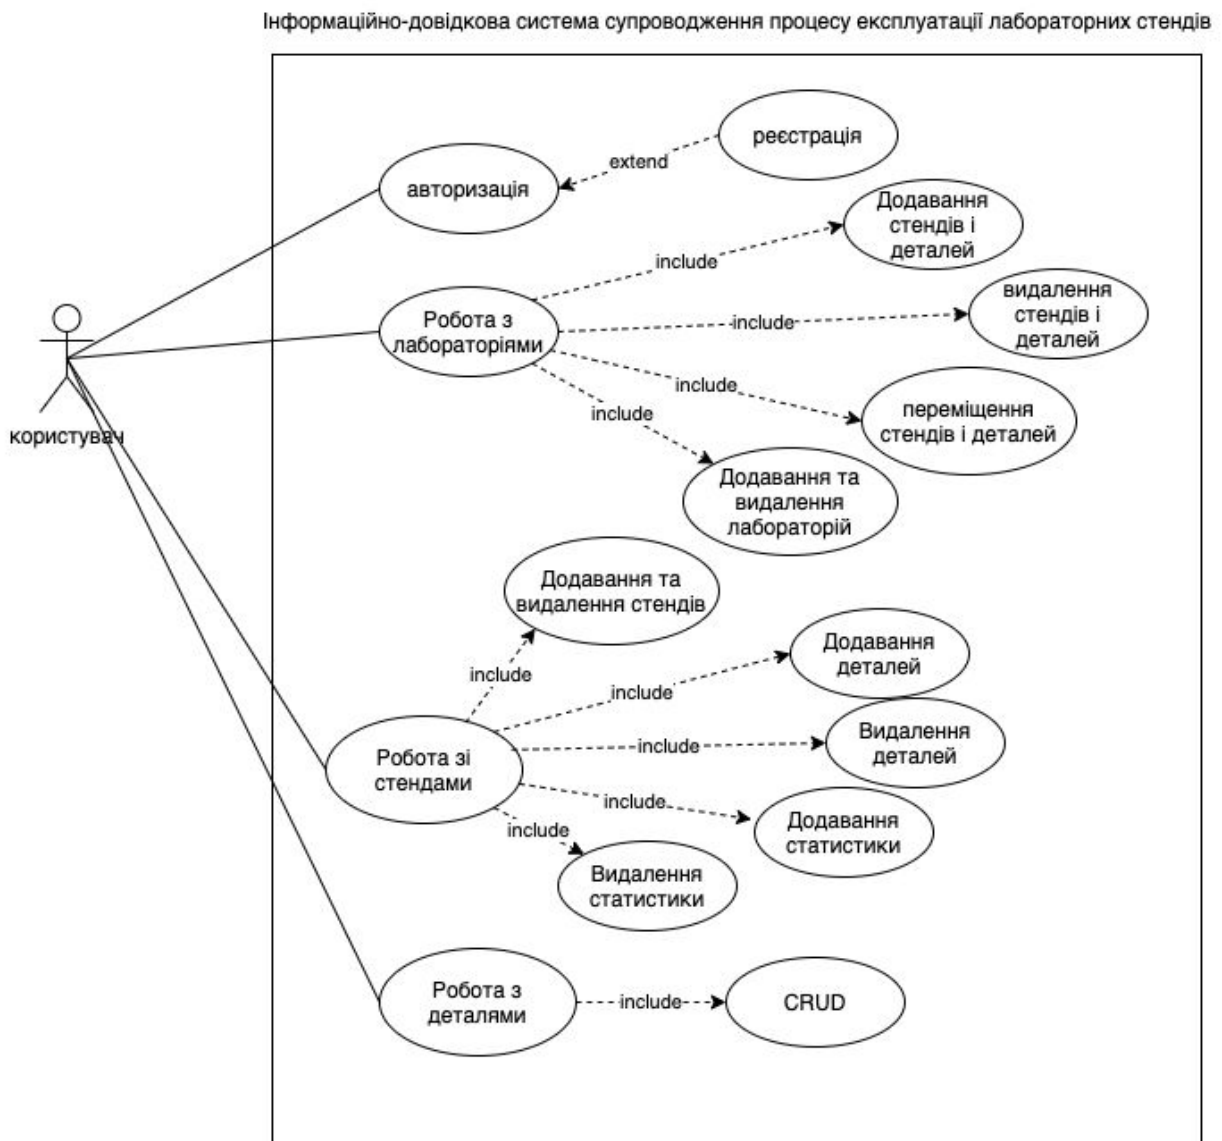 Інформаційно-довідкова система супроводження процесу експлуатації лабораторних стендів
реєстрація
extend
авторизація
Додавання
стендів і
деталей
include
видалення
стендів і
деталей
Робота з
лабораторіями
include
include
переміщення
стендів і деталей
include
користувач
Додавання та
видалення
лабораторій
Додавання та
видалення стендів
Додавання
деталей
include
include
Видалення
деталей
include
Робота зі
стендами
include
Додавання
статистики
include
Видалення
статистики
Робота з
деталями
include
CRUD